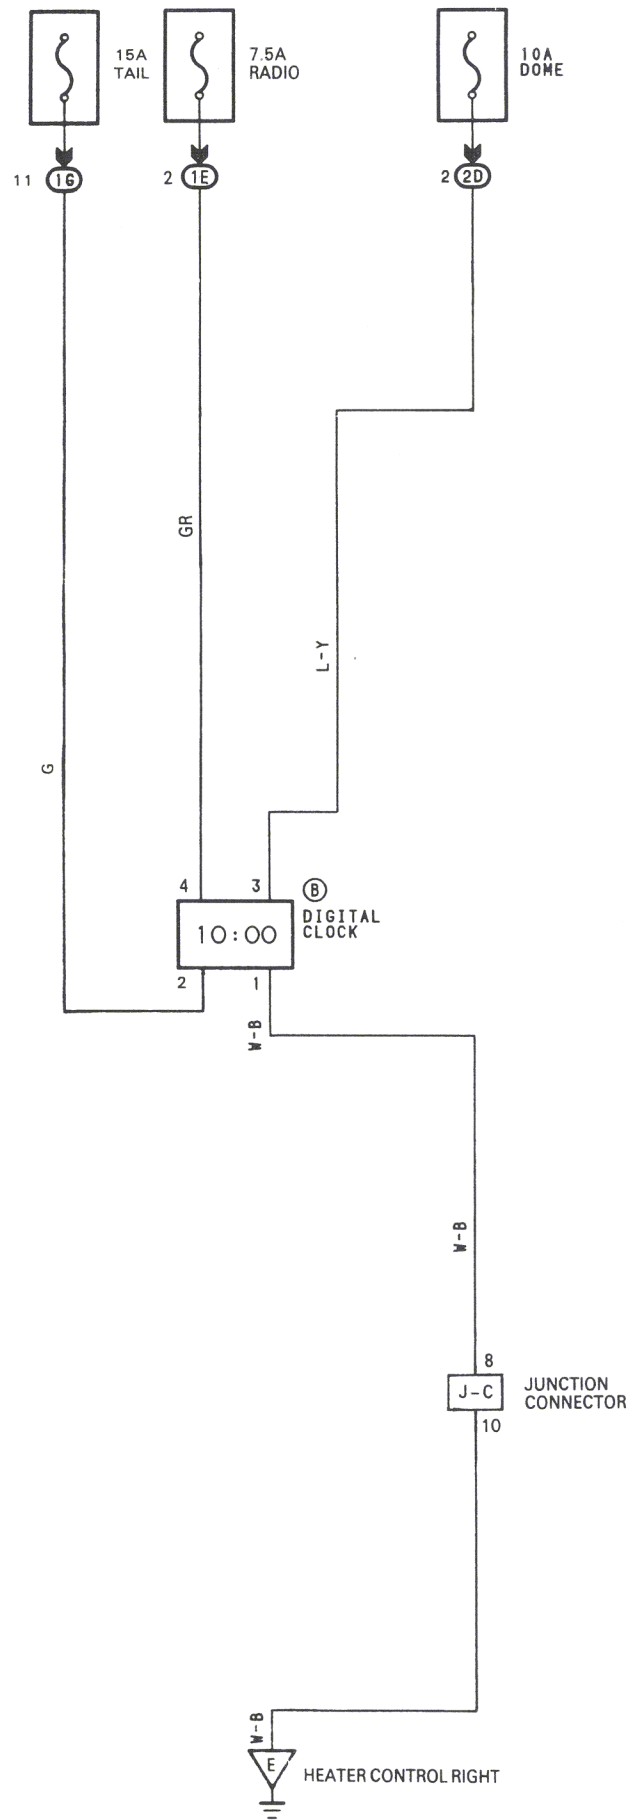 15A
TAIL
7.5A
RADIO
10A
DOME
11 1G
2 1E
2 2D
GR
L-Y
G
4 3 B
DIGITAL
CLOCK
10:00
2 1
W-B
W-B
8
J-C
JUNCTION
CONNECTOR
10
W-B
E HEATER CONTROL RIGHT